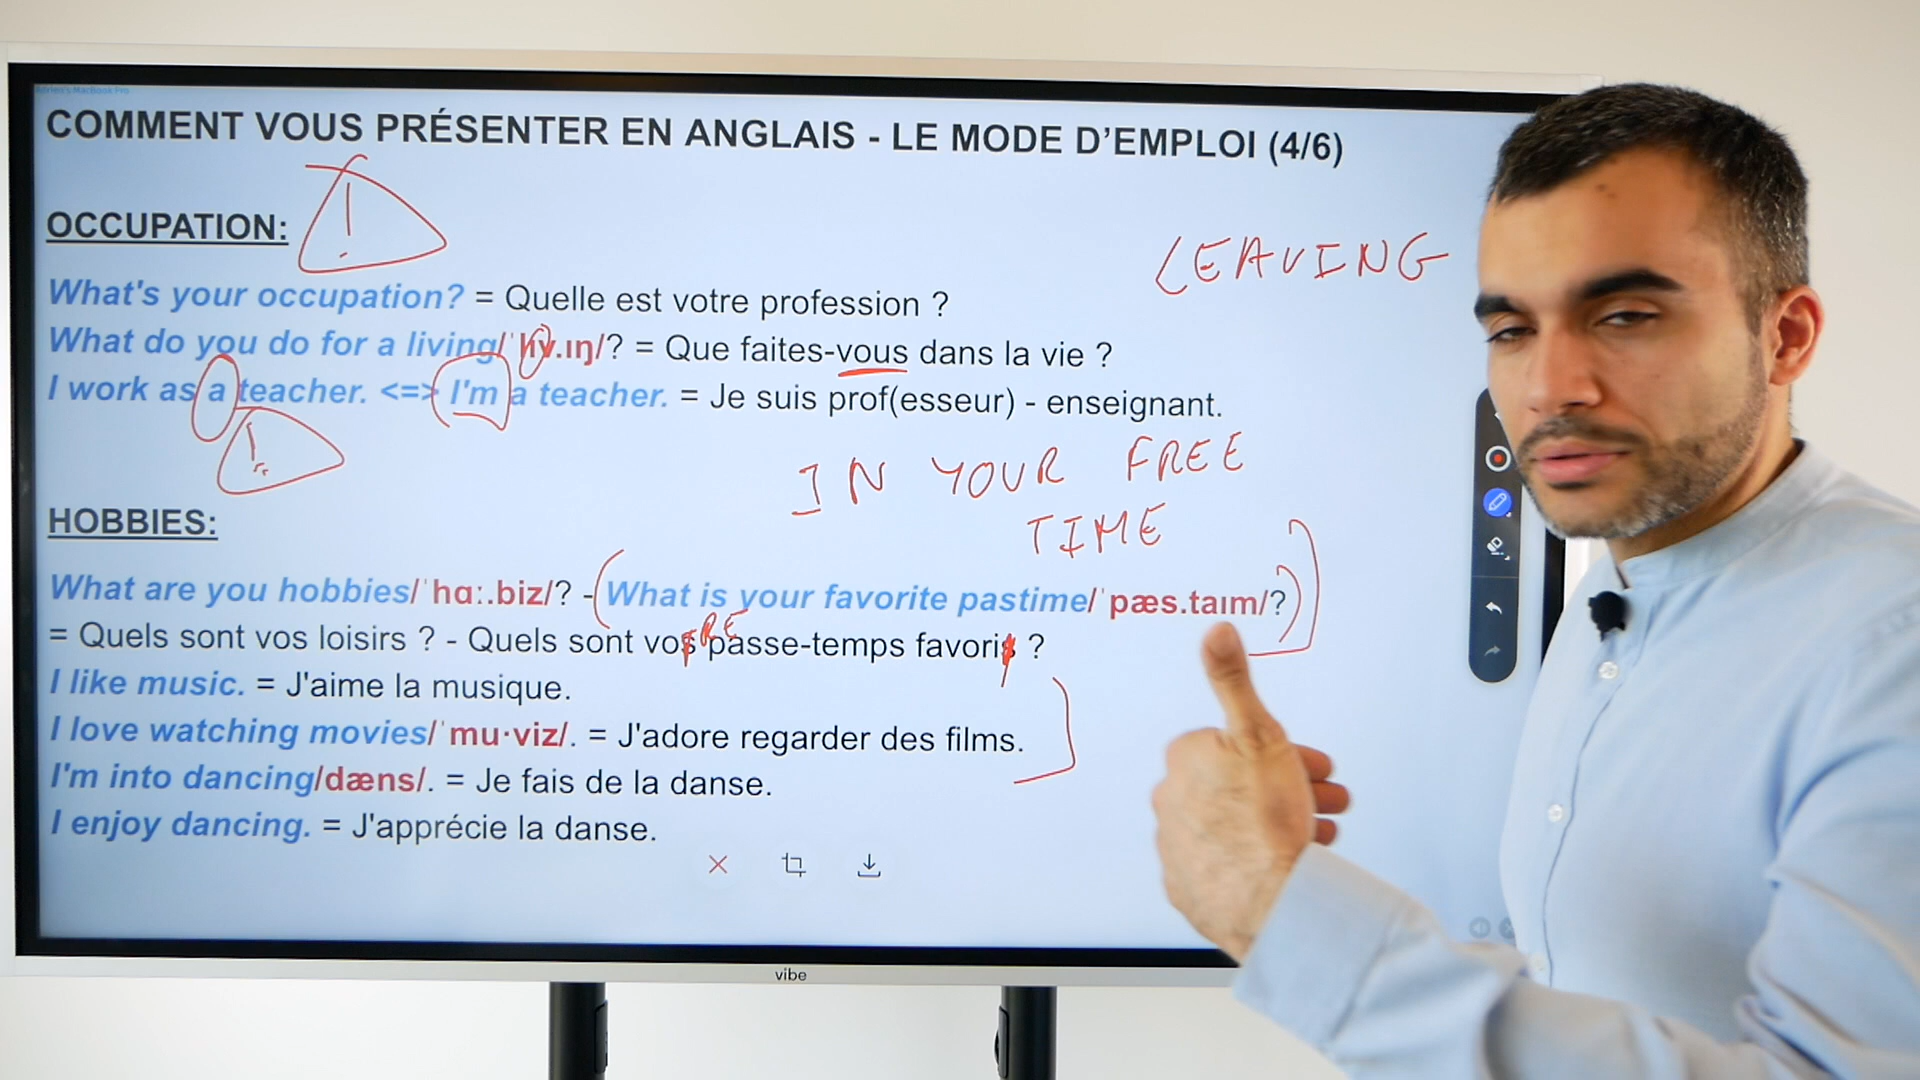 Adrien's MacBook Pro
COMMENT VOUS PRÉSENTER EN ANGLAIS - LE MODE D'EMPLOI (4/6)
!
OCCUPATION:
LEAVING
What's your occupation? = Quelle est votre profession ?
What do you do for a living/ˈlɪv.ɪŋ/? = Que faites-vous dans la vie ?
I work as a teacher. <=> I'm a teacher. = Je suis prof(esseur) - enseignant.
!
IN YOUR FREE
TIME
HOBBIES:
What are you hobbies/ˈhɑː.biz/? - What is your favorite pastime/ˈpæs.taɪm/?
= Quels sont vos loisirs ? - Quels sont vos passe-temps favoris ?
TRE
I like music. = J'aime la musique.
I love watching movies/ˈmu·viz/. = J'adore regarder des films.
I'm into dancing/dæns/. = Je fais de la danse.
I enjoy dancing. = J'apprécie la danse.
vibe